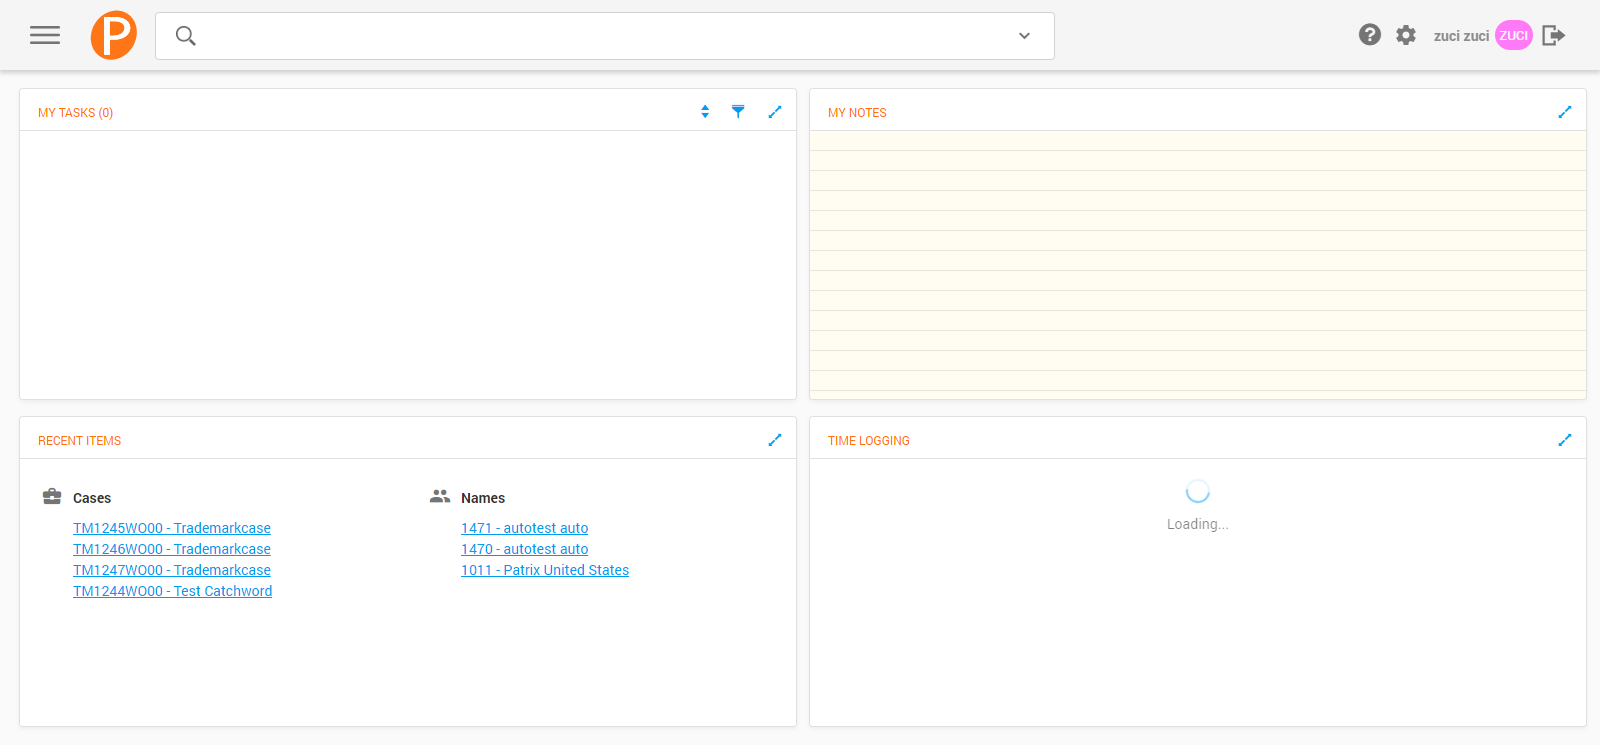 P
zuci zuci ZUCI
MY TASKS (0)
MY NOTES
RECENT ITEMS
Cases
TM1245WO00 - Trademarkcase
TM1246WO00 - Trademarkcase
TM1247WO00 - Trademarkcase
TM1244WO00 - Test Catchword
Names
1471 - autotest auto
1470 - autotest auto
1011 - Patrix United States
TIME LOGGING
Loading...